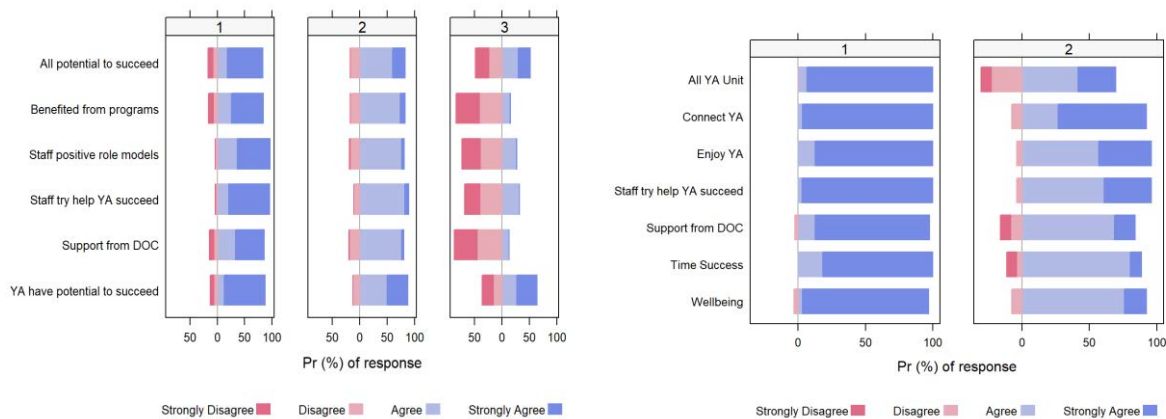 1 2 3
All potential to succeed
Benefited from programs
Staff positive role models
Staff try help YA succeed
Support from DOC
YA have potential to succeed
50 0 50 100 50 0 50 100 50 0 50 100
Pr (%) of response
Strongly Disagree Disagree Agree Strongly Agree
1 2
All YA Unit
Connect YA
Enjoy YA
Staff try help YA succeed
Support from DOC
Time Success
Wellbeing
0 50 100 0 50 100
Pr (%) of response
Strongly Disagree Disagree Agree Strongly Agree